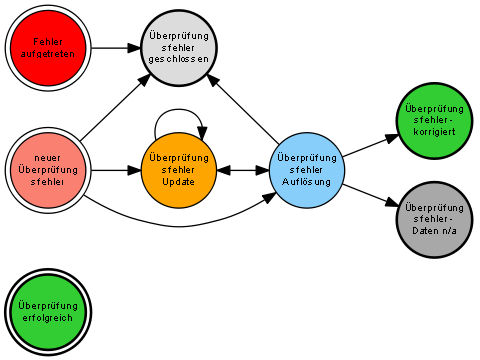 Fehler
aufgetreten
Überprüfung
sfehler
geschlossen
neuer
Überprüfung
sfehler
Überprüfung
sfehler
Update
Überprüfung
sfehler
Auflösung
Überprüfung
sfehler -
korrigiert
Überprüfung
sfehler -
Daten n/a
Überprüfung
erfolgreich